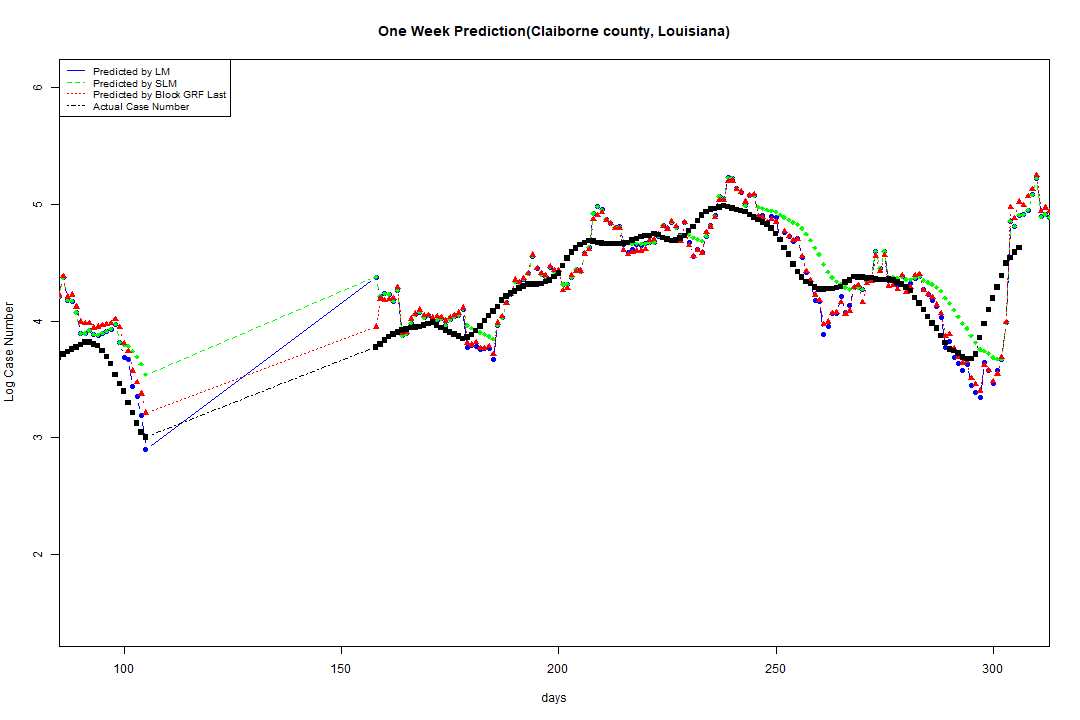 One Week Prediction(Claiborne county, Louisiana)
Predicted by LM
Predicted by SLM
Predicted by Block GRF Last
Actual Case Number
6
5
4
3
2
Log Case Number
100 150 200 250 300
days